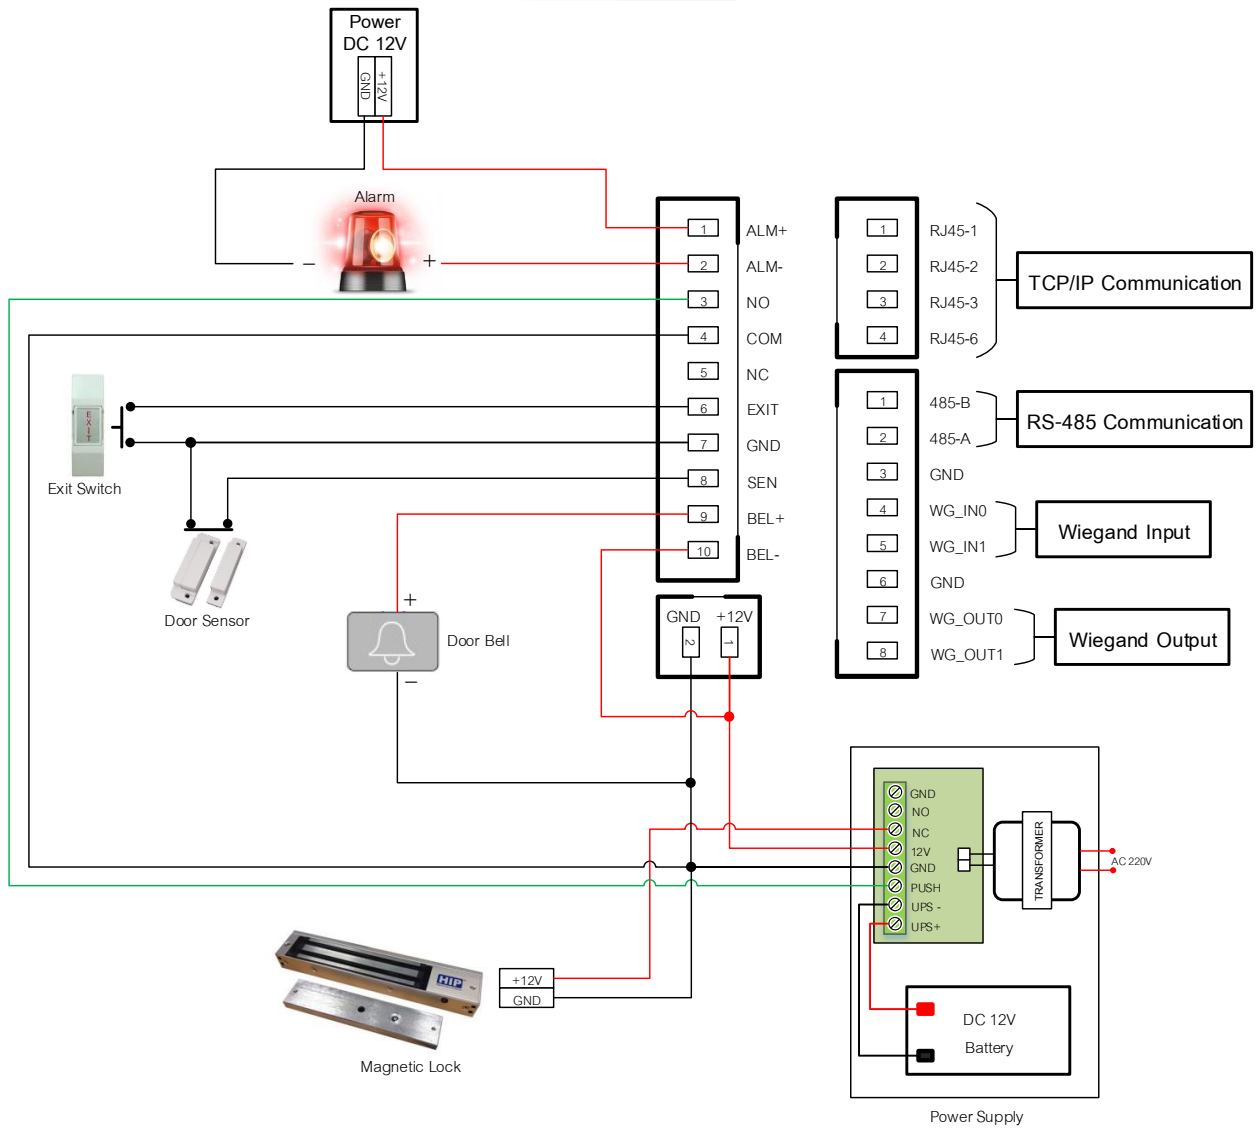 Power
DC 12V
GND
+12V
Alarm
–
+
1 ALM+
2 ALM-
3 NO
4 COM
5 NC
6 EXIT
7 GND
8 SEN
9 BEL+
10 BEL-
1 RJ45-1
2 RJ45-2
3 RJ45-3
4 RJ45-6
TCP/IP Communication
1 485-B
2 485-A
3 GND
4 WG_IN0
5 WG_IN1
6 GND
7 WG_OUT0
8 WG_OUT1
RS-485 Communication
Wiegand Input
Wiegand Output
EXIT
Exit Switch
Door Sensor
+
Door Bell
–
GND +12V
2 1
GND
NO
NC
12V
GND
PUSH
UPS -
UPS+
TRANSFORMER
AC 220V
DC 12V
Battery
Power Supply
HIP
+12V
GND
Magnetic Lock